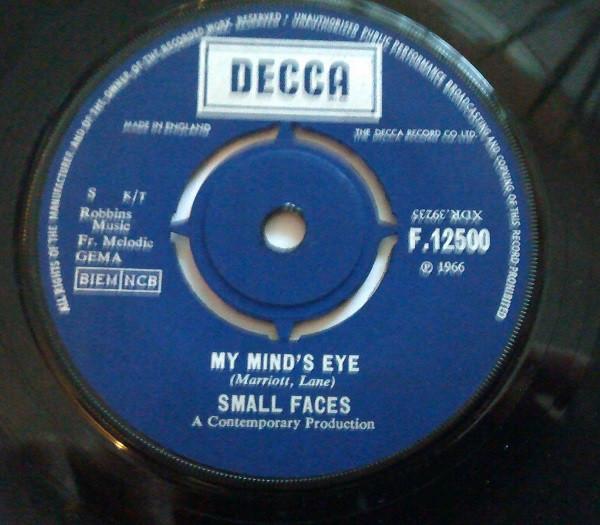 ALL RIGHTS OF THE MANUFACTURER AND OF THE OWNER OF THE RECORDED WORK RESERVED · UNAUTHORISED PUBLIC PERFORMANCE BROADCASTING AND COPYING OF THIS RECORD PROHIBITED
DECCA
MADE IN ENGLAND
THE DECCA RECORD CO. LTD.
S K/T
Robbins
Music
Fr. Melodie
GEMA
BIEM NCB
XDR.39235
F.12500
℗ 1966
MY MIND'S EYE
(Marriott, Lane)
SMALL FACES
A Contemporary Production